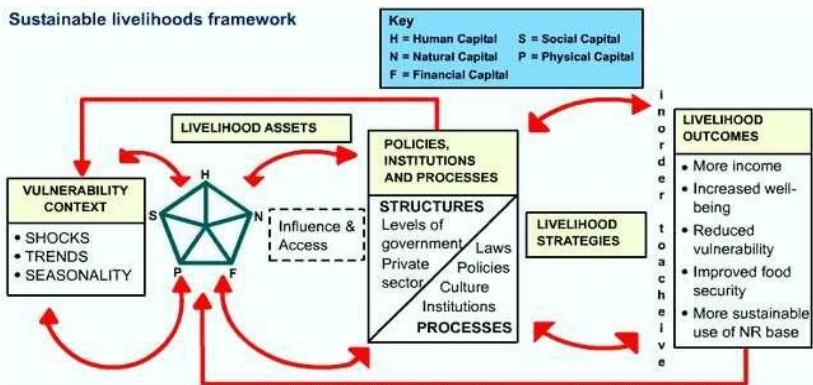 Sustainable livelihoods framework
Key
H = Human Capital S = Social Capital
N = Natural Capital P = Physical Capital
F = Financial Capital
LIVELIHOOD ASSETS
VULNERABILITY
CONTEXT
• SHOCKS
• TRENDS
• SEASONALITY
H
S
N
P
F
Influence &
Access
POLICIES,
INSTITUTIONS
AND PROCESSES
STRUCTURES
Levels of
government
Private
sector
Laws
Policies
Culture
Institutions
PROCESSES
LIVELIHOOD
STRATEGIES
inorder toacheive
LIVELIHOOD
OUTCOMES
• More income
• Increased well-
being
• Reduced
vulnerability
• Improved food
security
• More sustainable
use of NR base